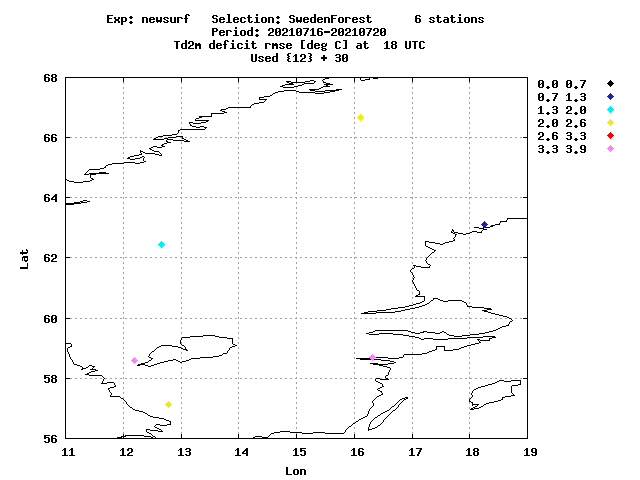 Exp: newsurf   Selection: SwedenForest      6 stations
Period: 20210716-20210720
Td2m deficit rmse [deg C] at  18 UTC
Used {12} + 30
0.0 0.7
0.7 1.3
1.3 2.0
2.0 2.6
2.6 3.3
3.3 3.9
68
66
64
62
60
58
56
Lat
11 12 13 14 15 16 17 18 19
Lon